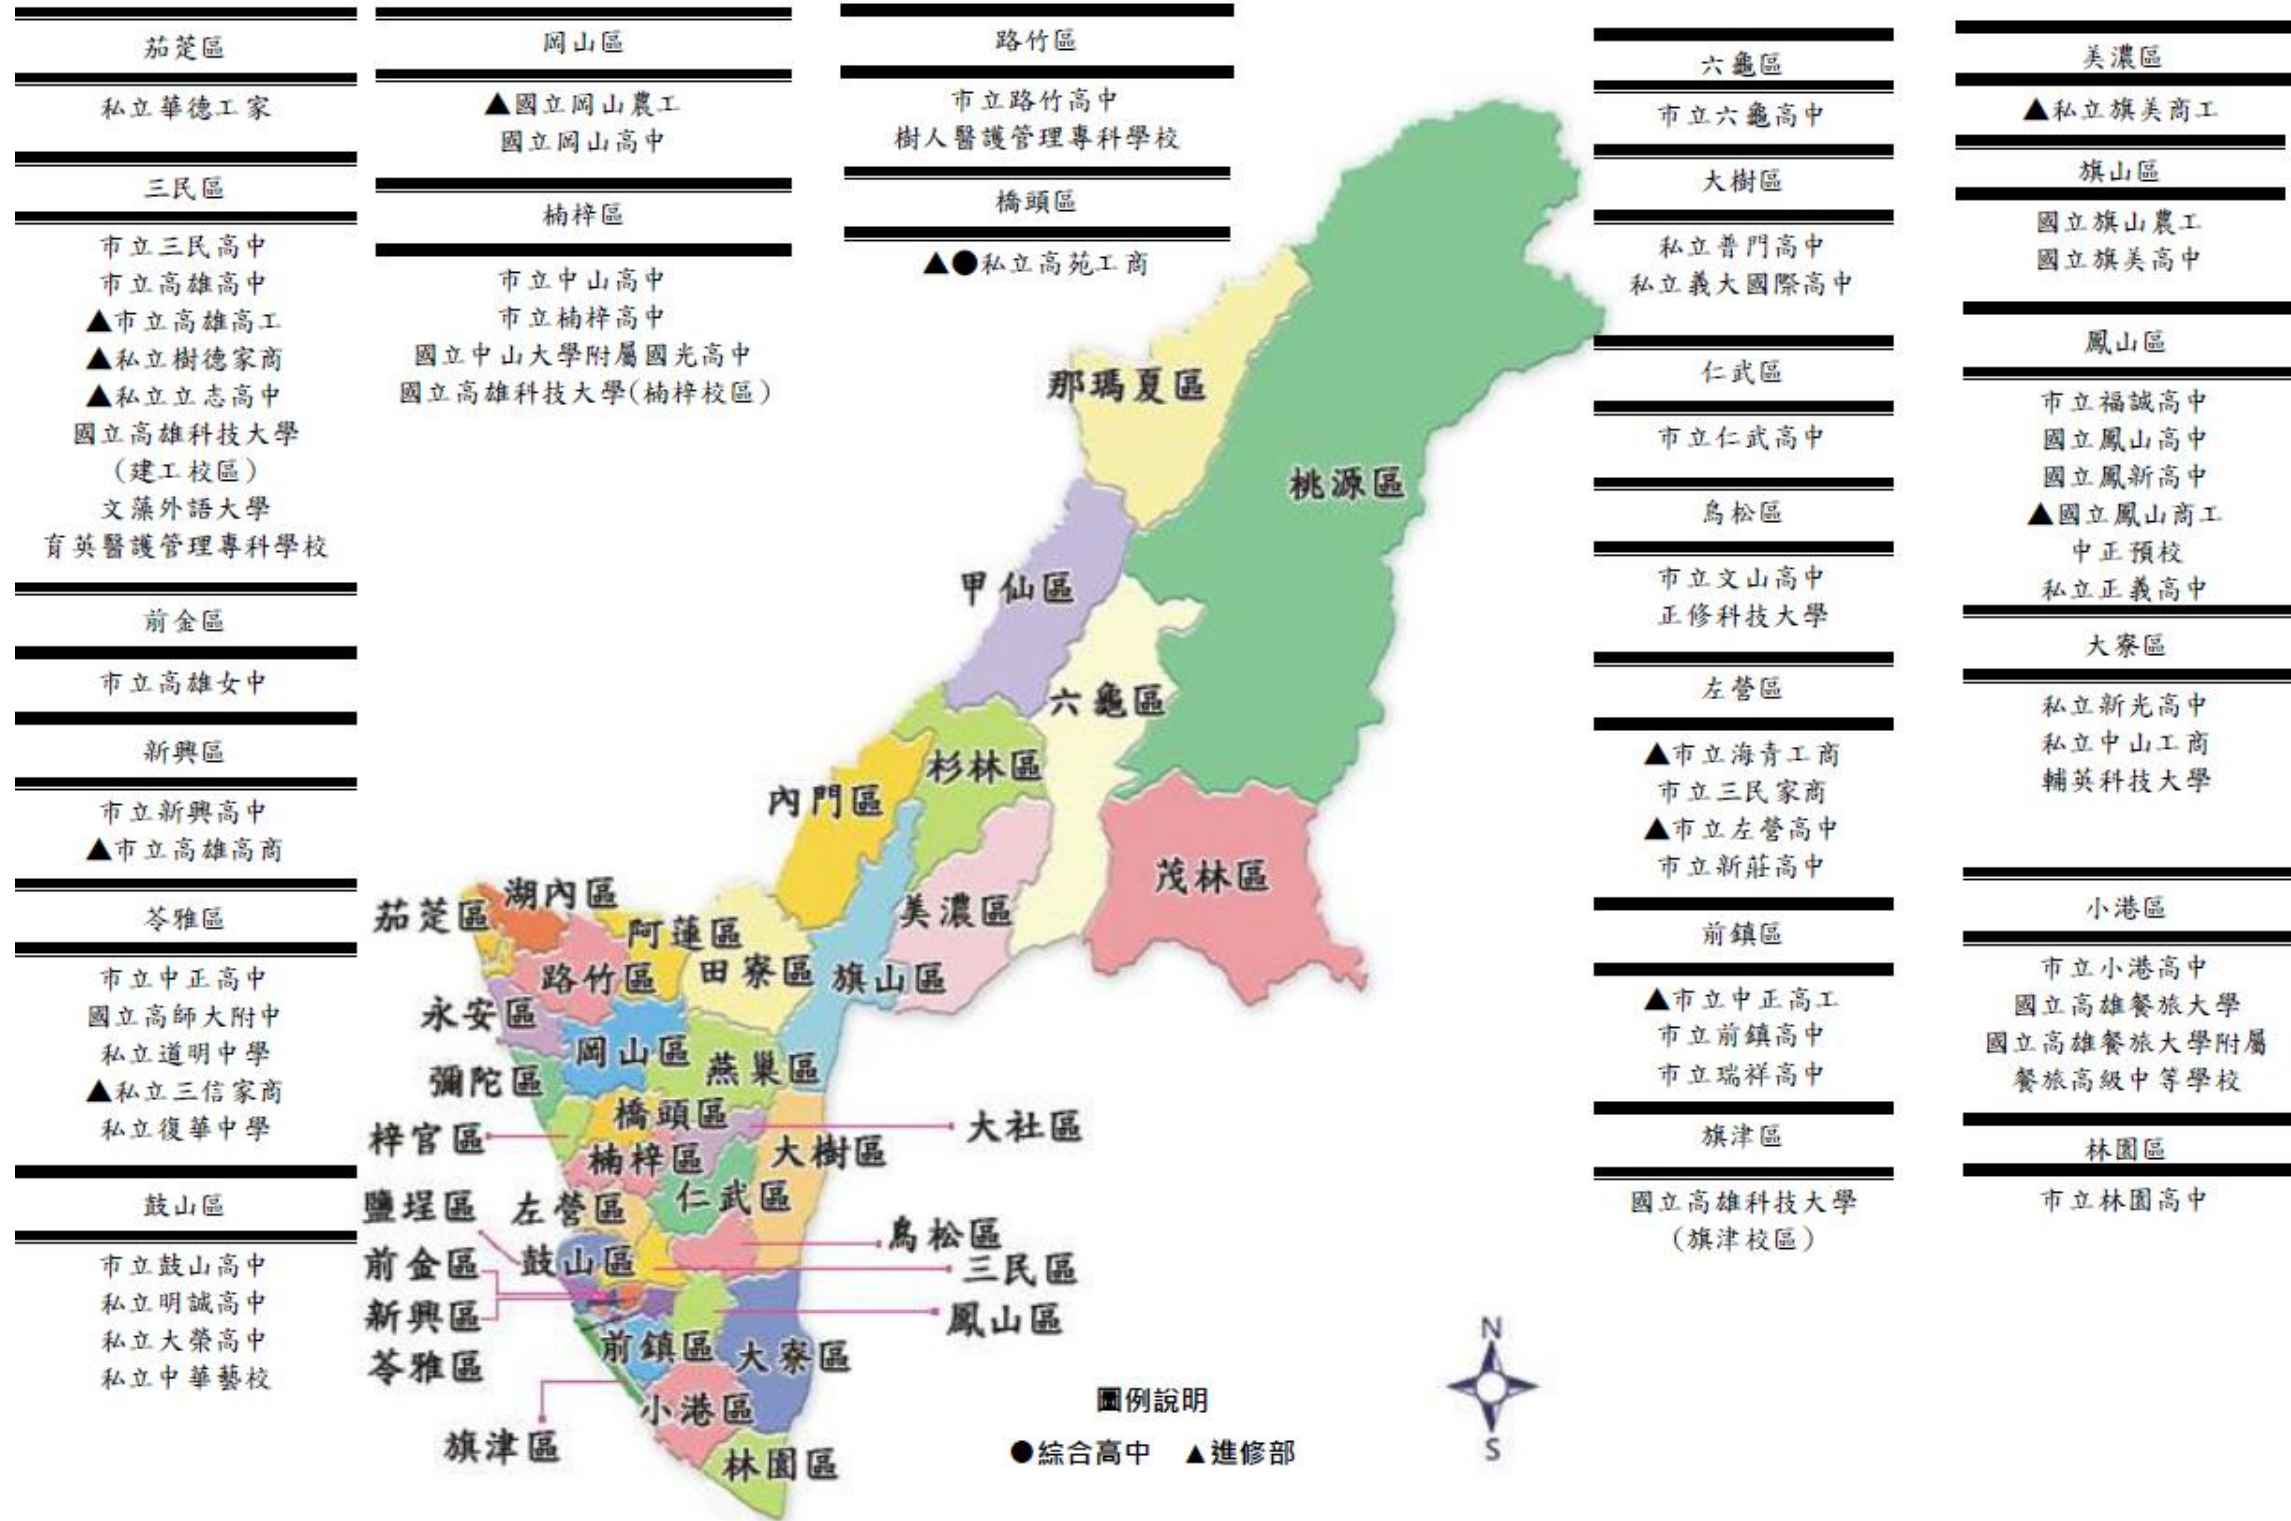 茄萣區
私立華德工家
三民區
市立三民高中
市立高雄高中
▲市立高雄高工
▲私立樹德家商
▲私立立志高中
國立高雄科技大學
(建工校區)
文藻外語大學
育英醫護管理專科學校
前金區
市立高雄女中
新興區
市立新興高中
▲市立高雄高商
苓雅區
市立中正高中
國立高師大附中
私立道明中學
▲私立三信家商
私立復華中學
鼓山區
市立鼓山高中
私立明誠高中
私立大榮高中
私立中華藝校
岡山區
▲國立岡山農工
國立岡山高中
楠梓區
市立中山高中
市立楠梓高中
國立中山大學附屬國光高中
國立高雄科技大學(楠梓校區)
路竹區
市立路竹高中
樹人醫護管理專科學校
橋頭區
▲●私立高苑工商
六龜區
市立六龜高中
大樹區
私立普門高中
私立義大國際高中
仁武區
市立仁武高中
鳥松區
市立文山高中
正修科技大學
左營區
▲市立海青工商
市立三民家商
▲市立左營高中
市立新莊高中
前鎮區
▲市立中正高工
市立前鎮高中
市立瑞祥高中
旗津區
國立高雄科技大學
(旗津校區)
美濃區
▲私立旗美商工
旗山區
國立旗山農工
國立旗美高中
鳳山區
市立福誠高中
國立鳳山高中
國立鳳新高中
▲國立鳳山商工
中正預校
私立正義高中
大寮區
私立新光高中
私立中山工商
輔英科技大學
小港區
市立小港高中
國立高雄餐旅大學
國立高雄餐旅大學附屬
餐旅高級中等學校
林園區
市立林園高中
那瑪夏區
桃源區
甲仙區
六龜區
杉林區
內門區
茂林區
美濃區
湖內區
茄萣區
阿蓮區
田寮區
旗山區
路竹區
永安區
岡山區
燕巢區
彌陀區
橋頭區
大社區
梓官區
楠梓區
大樹區
仁武區
鹽埕區
左營區
鳥松區
前金區
鼓山區
三民區
新興區
鳳山區
苓雅區
前鎮區
大寮區
小港區
旗津區
林園區
圖例說明
●綜合高中 ▲進修部
N
S